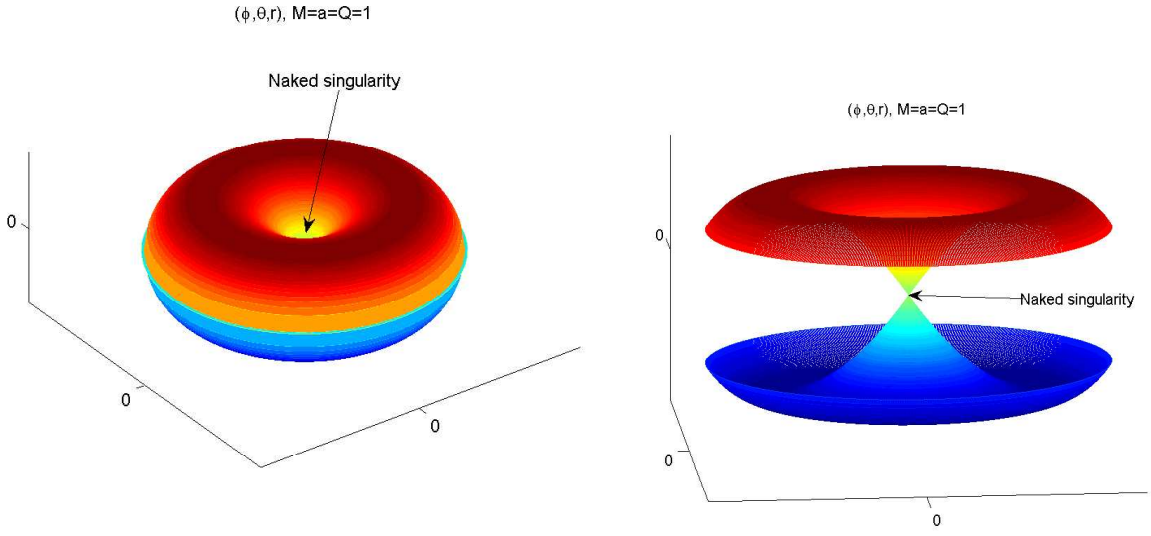 (ϕ,θ,r), M=a=Q=1
Naked singularity
0
0
0
(ϕ,θ,r), M=a=Q=1
0
Naked singularity
0
0